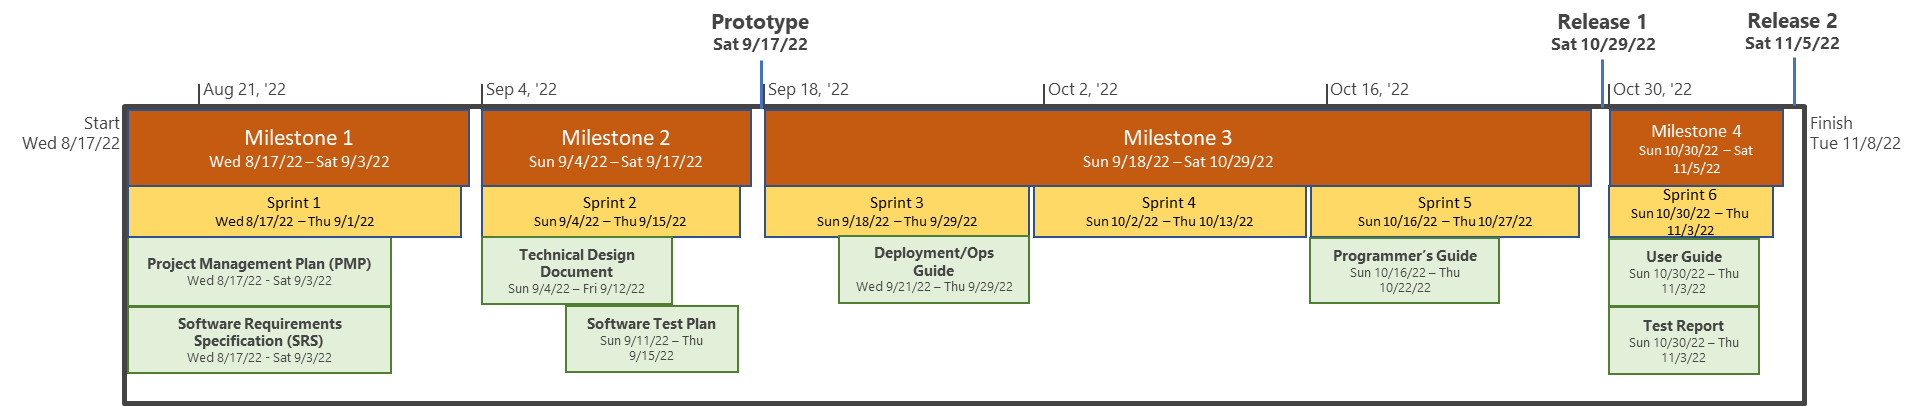 Prototype
Sat 9/17/22
Release 1
Sat 10/29/22
Release 2
Sat 11/5/22
Aug 21, '22
Sep 4, '22
Sep 18, '22
Oct 2, '22
Oct 16, '22
Oct 30, '22
Start
Wed 8/17/22
Finish
Tue 11/8/22
Milestone 1
Wed 8/17/22 – Sat 9/3/22
Milestone 2
Sun 9/4/22 – Sat 9/17/22
Milestone 3
Sun 9/18/22 – Sat 10/29/22
Milestone 4
Sun 10/30/22 – Sat
11/5/22
Sprint 1
Wed 8/17/22 – Thu 9/1/22
Sprint 2
Sun 9/4/22 – Thu 9/15/22
Sprint 3
Sun 9/18/22 – Thu 9/29/22
Sprint 4
Sun 10/2/22 – Thu 10/13/22
Sprint 5
Sun 10/16/22 – Thu 10/27/22
Sprint 6
Sun 10/30/22 – Thu
11/3/22
Project Management Plan (PMP)
Wed 8/17/22 - Sat 9/3/22
Technical Design
Document
Sun 9/4/22 – Fri 9/12/22
Deployment/Ops
Guide
Wed 9/21/22 – Thu 9/29/22
Programmer’s Guide
Sun 10/16/22 – Thu
10/22/22
User Guide
Sun 10/30/22 – Thu
11/3/22
Software Requirements
Specification (SRS)
Wed 8/17/22 - Sat 9/3/22
Software Test Plan
Sun 9/11/22 – Thu
9/15/22
Test Report
Sun 10/30/22 – Thu
11/3/22